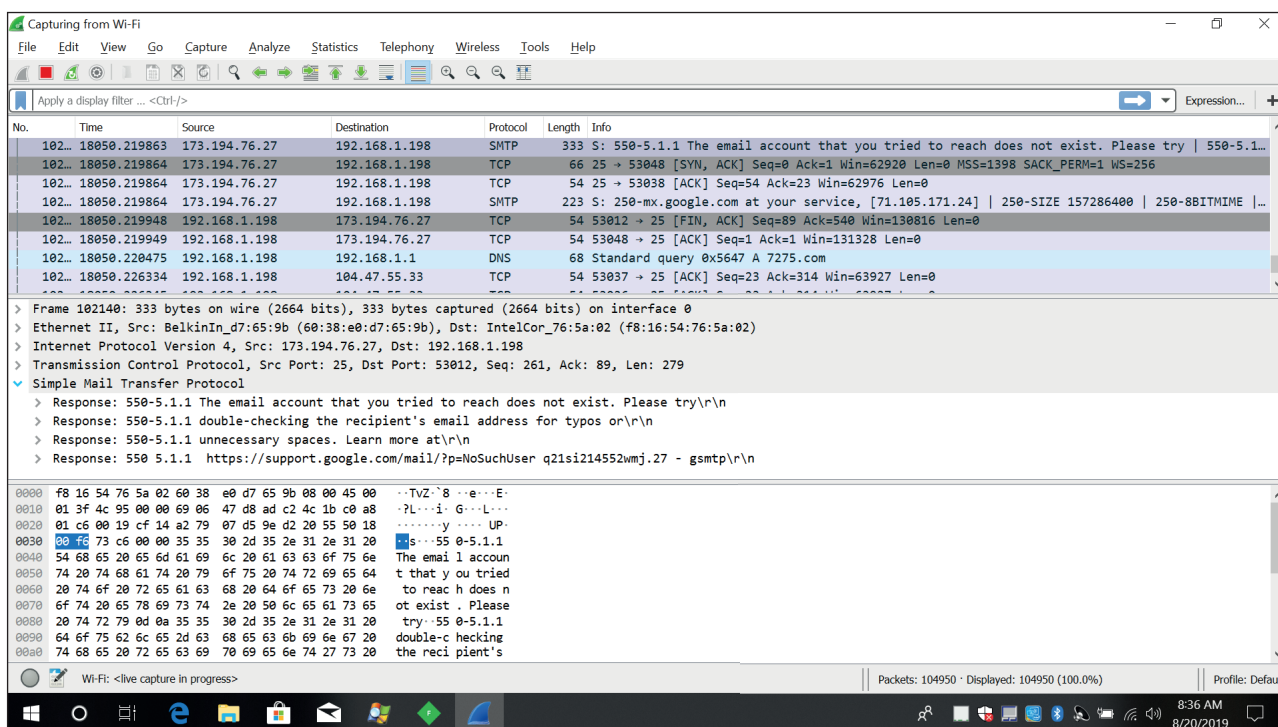 Capturing from Wi-Fi
File Edit View Go Capture Analyze Statistics Telephony Wireless Tools Help
Apply a display filter ... <Ctrl-/> Expression... +
No. Time Source Destination Protocol Length Info
102… 18050.219863 173.194.76.27 192.168.1.198 SMTP 333 S: 550-5.1.1 The email account that you tried to reach does not exist. Please try | 550-5.1…
102… 18050.219864 173.194.76.27 192.168.1.198 TCP 66 25 → 53048 [SYN, ACK] Seq=0 Ack=1 Win=62920 Len=0 MSS=1398 SACK_PERM=1 WS=256
102… 18050.219864 173.194.76.27 192.168.1.198 TCP 54 25 → 53038 [ACK] Seq=54 Ack=23 Win=62976 Len=0
102… 18050.219864 173.194.76.27 192.168.1.198 SMTP 223 S: 250-mx.google.com at your service, [71.105.171.24] | 250-SIZE 157286400 | 250-8BITMIME |…
102… 18050.219948 192.168.1.198 173.194.76.27 TCP 54 53012 → 25 [FIN, ACK] Seq=89 Ack=540 Win=130816 Len=0
102… 18050.219949 192.168.1.198 173.194.76.27 TCP 54 53048 → 25 [ACK] Seq=1 Ack=1 Win=131328 Len=0
102… 18050.220475 192.168.1.198 192.168.1.1 DNS 68 Standard query 0x5647 A 7275.com
102… 18050.226334 192.168.1.198 104.47.55.33 TCP 54 53037 → 25 [ACK] Seq=23 Ack=314 Win=63927 Len=0
> Frame 102140: 333 bytes on wire (2664 bits), 333 bytes captured (2664 bits) on interface 0
> Ethernet II, Src: BelkinIn_d7:65:9b (60:38:e0:d7:65:9b), Dst: IntelCor_76:5a:02 (f8:16:54:76:5a:02)
> Internet Protocol Version 4, Src: 173.194.76.27, Dst: 192.168.1.198
> Transmission Control Protocol, Src Port: 25, Dst Port: 53012, Seq: 261, Ack: 89, Len: 279
Simple Mail Transfer Protocol
> Response: 550-5.1.1 The email account that you tried to reach does not exist. Please try\r\n
> Response: 550-5.1.1 double-checking the recipient's email address for typos or\r\n
> Response: 550-5.1.1 unnecessary spaces. Learn more at\r\n
> Response: 550 5.1.1  https://support.google.com/mail/?p=NoSuchUser q21si214552wmj.27 - gsmtp\r\n
0000 f8 16 54 76 5a 02 60 38 e0 d7 65 9b 08 00 45 00 ··TvZ·`8 ··e···E·
0010 01 3f 4c 95 00 00 69 06 47 d8 ad c2 4c 1b c0 a8 ·?L···i· G···L···
0020 01 c6 00 19 cf 14 a2 79 07 d5 9e d2 20 55 50 18 ·······y ···· UP·
0030 00 f6 73 c6 00 00 35 35 30 2d 35 2e 31 2e 31 20 ··s···55 0-5.1.1
0040 54 68 65 20 65 6d 61 69 6c 20 61 63 63 6f 75 6e The emai l accoun
0050 74 20 74 68 61 74 20 79 6f 75 20 74 72 69 65 64 t that y ou tried
0060 20 74 6f 20 72 65 61 63 68 20 64 6f 65 73 20 6e to reac h does n
0070 6f 74 20 65 78 69 73 74 2e 20 50 6c 65 61 73 65 ot exist . Please
0080 20 74 72 79 0d 0a 35 35 30 2d 35 2e 31 2e 31 20 try··55 0-5.1.1
0090 64 6f 75 62 6c 65 2d 63 68 65 63 6b 69 6e 67 20 double-c hecking
00a0 74 68 65 20 72 65 63 69 70 69 65 6e 74 27 73 20 the reci pient's
Wi-Fi: <live capture in progress> Packets: 104950 · Displayed: 104950 (100.0%) Profile: Defau
8:36 AM
8/20/2019